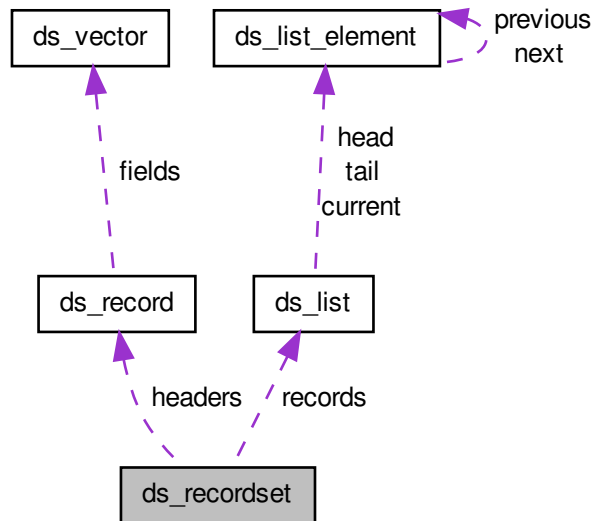 ds_vector
ds_list_element
previous
next
head
tail
current
fields
ds_record
ds_list
headers
records
ds_recordset